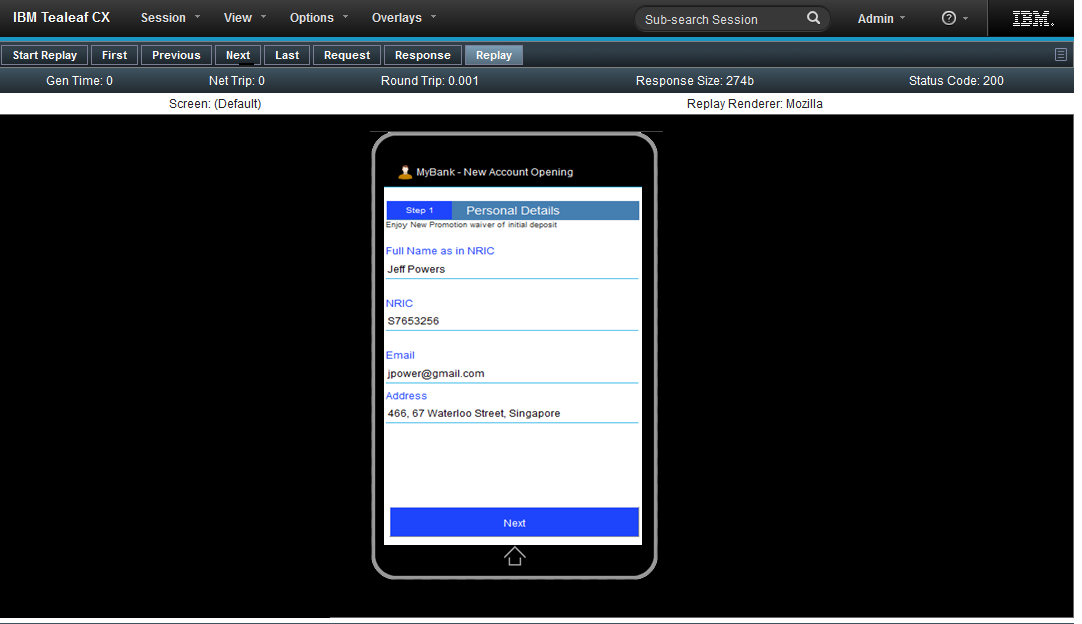 IBM Tealeaf CX Session View Options Overlays Sub-search Session Admin ? IBM.
Start Replay First Previous Next Last Request Response Replay
Gen Time: 0 Net Trip: 0 Round Trip: 0.001 Response Size: 274b Status Code: 200
Screen: (Default) Replay Renderer: Mozilla
MyBank - New Account Opening
Step 1 Personal Details
Enjoy New Promotion waiver of initial deposit
Full Name as in NRIC
Jeff Powers
NRIC
S7653256
Email
jpower@gmail.com
Address
466, 67 Waterloo Street, Singapore
Next